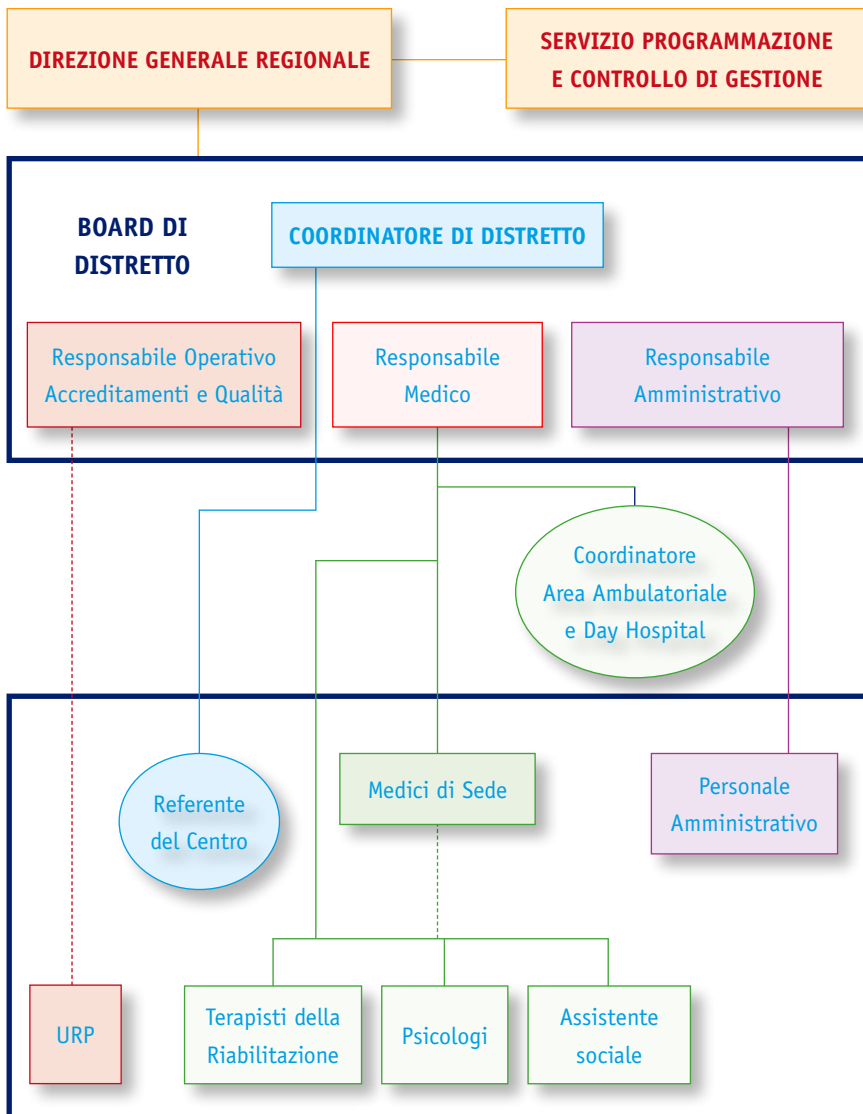 DIREZIONE GENERALE REGIONALE
SERVIZIO PROGRAMMAZIONE
E CONTROLLO DI GESTIONE
BOARD DI
DISTRETTO
COORDINATORE DI DISTRETTO
Responsabile Operativo
Accreditamenti e Qualità
Responsabile
Medico
Responsabile
Amministrativo
Coordinatore
Area Ambulatoriale
e Day Hospital
Referente
del Centro
Medici di Sede
Personale
Amministrativo
URP
Terapisti della
Riabilitazione
Psicologi
Assistente
sociale